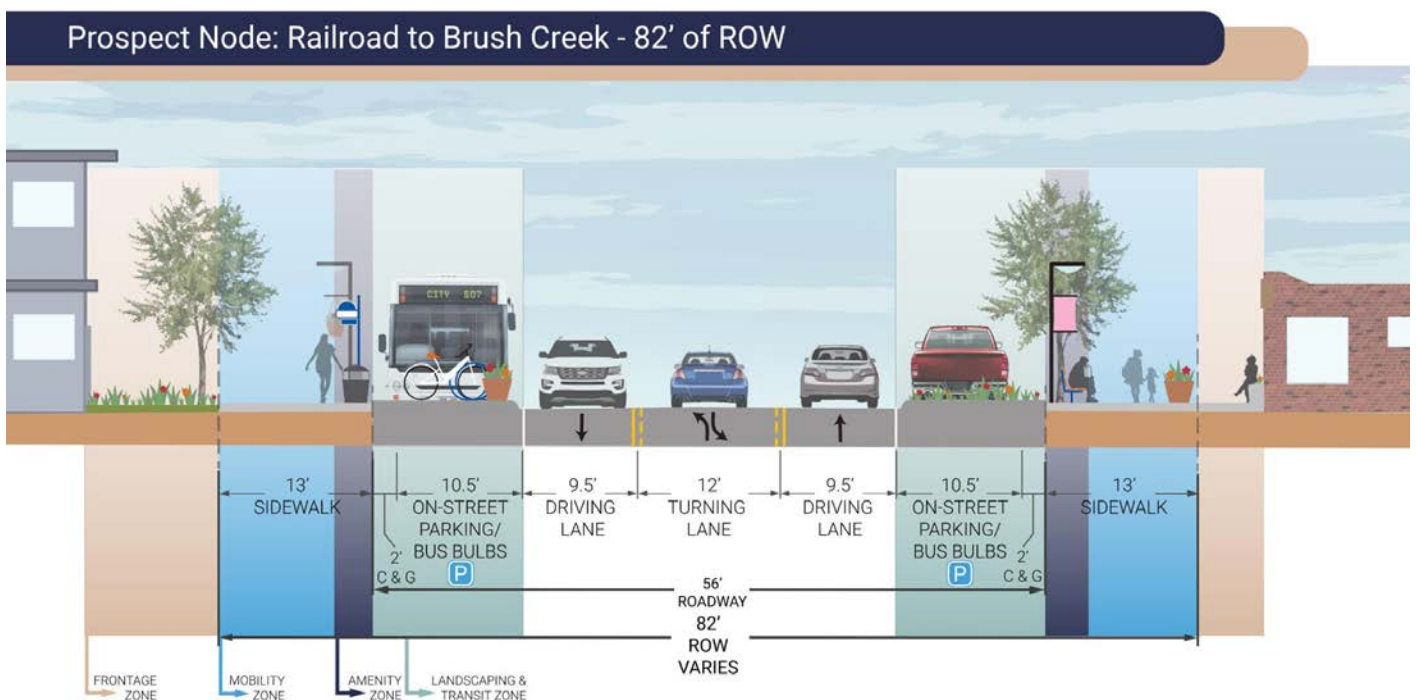 Prospect Node: Railroad to Brush Creek - 82' of ROW
CITY 507
13'
SIDEWALK
2'
C & G
10.5'
ON-STREET
PARKING/
BUS BULBS
P
9.5'
DRIVING
LANE
12'
TURNING
LANE
9.5'
DRIVING
LANE
10.5'
ON-STREET
PARKING/
BUS BULBS
P
2'
C & G
13'
SIDEWALK
56'
ROADWAY
82'
ROW
VARIES
FRONTAGE
ZONE
MOBILITY
ZONE
AMENITY
ZONE
LANDSCAPING &
TRANSIT ZONE